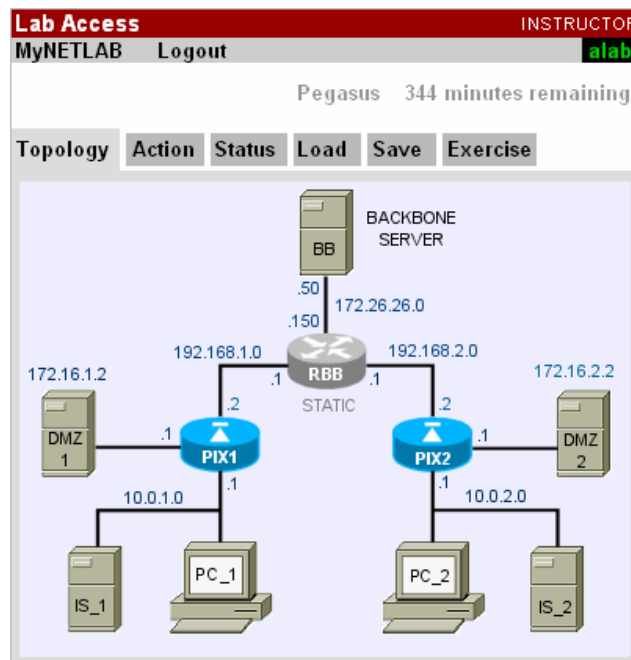 Lab Access INSTRUCTOR
MyNETLAB Logout alab
Pegasus 344 minutes remaining
Topology Action Status Load Save Exercise
BACKBONE
SERVER
BB
.50
172.26.26.0
.150
192.168.1.0 192.168.2.0
.1 RBB .1
STATIC
172.16.1.2 172.16.2.2
.2 .2
DMZ
1
.1
PIX1
PIX2
.1
DMZ
2
.1 .1
10.0.1.0 10.0.2.0
IS_1 PC_1 PC_2 IS_2